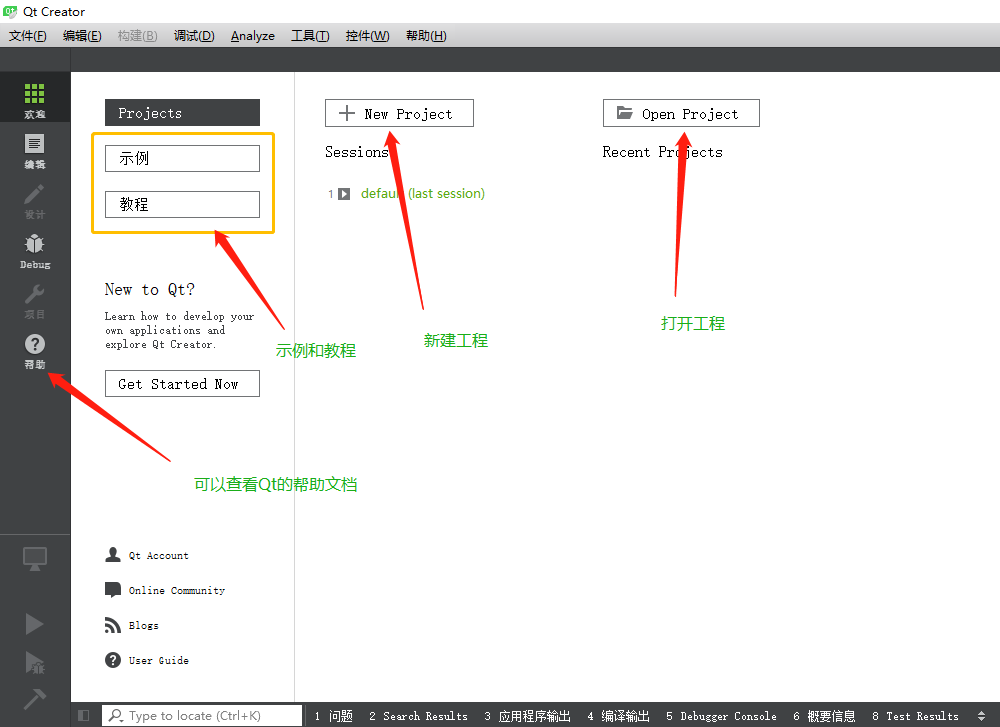 Qt Creator
文件(F) 编辑(E) 构建(B) 调试(D) Analyze 工具(T) 控件(W) 帮助(H)
欢迎
编辑
设计
Debug
项目
帮助
Projects
示例
教程
New to Qt?
Learn how to develop your
own applications and
explore Qt Creator.
Get Started Now
Qt Account
Online Community
Blogs
User Guide
New Project
Sessions
1 default (last session)
Open Project
Recent Projects
示例和教程
新建工程
打开工程
可以查看Qt的帮助文档
Type to locate (Ctrl+K) 1 问题 2 Search Results 3 应用程序输出 4 编译输出 5 Debugger Console 6 概要信息 8 Test Results